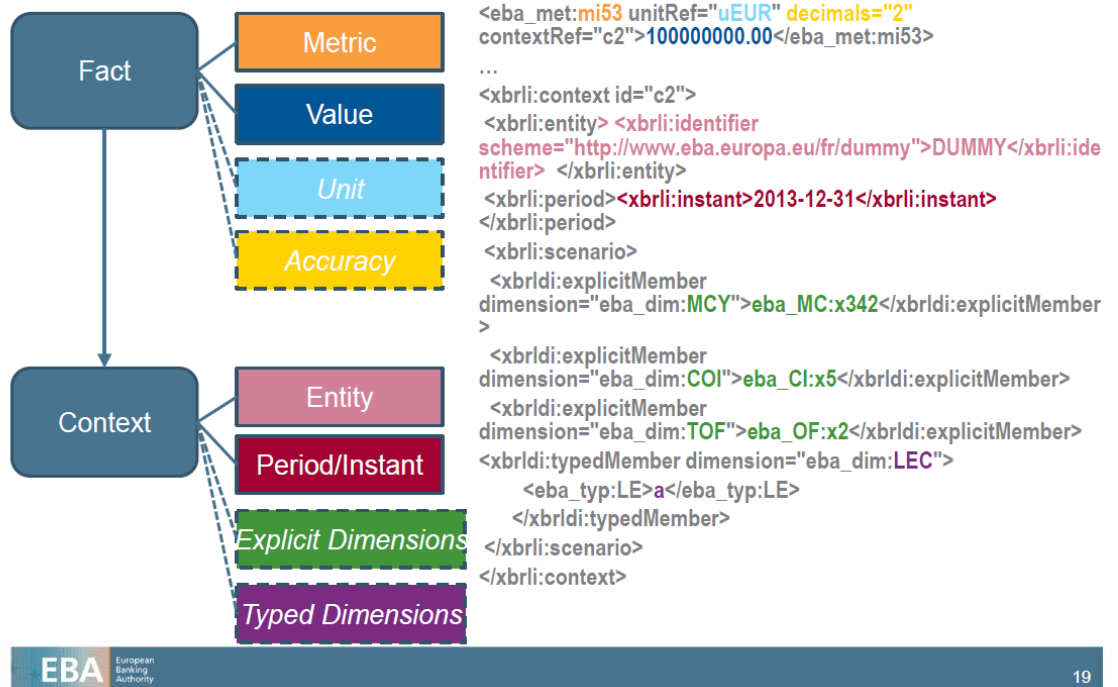 Fact
Metric
Value
Unit
Accuracy
Context
Entity
Period/Instant
Explicit Dimensions
Typed Dimensions
<eba_met:mi53 unitRef="uEUR" decimals="2"
contextRef="c2">100000000.00</eba_met:mi53>
…
<xbrli:context id="c2">
<xbrli:entity> <xbrli:identifier
scheme="http://www.eba.europa.eu/fr/dummy">DUMMY</xbrli:ide
ntifier> </xbrli:entity>
<xbrli:period><xbrli:instant>2013-12-31</xbrli:instant>
</xbrli:period>
<xbrli:scenario>
<xbrldi:explicitMember
dimension="eba_dim:MCY">eba_MC:x342</xbrldi:explicitMember
>
<xbrldi:explicitMember
dimension="eba_dim:COI">eba_CI:x5</xbrldi:explicitMember>
<xbrldi:explicitMember
dimension="eba_dim:TOF">eba_OF:x2</xbrldi:explicitMember>
<xbrldi:typedMember dimension="eba_dim:LEC">
<eba_typ:LE>a</eba_typ:LE>
</xbrldi:typedMember>
</xbrli:scenario>
</xbrli:context>
EBA
European
Banking
Authority
19